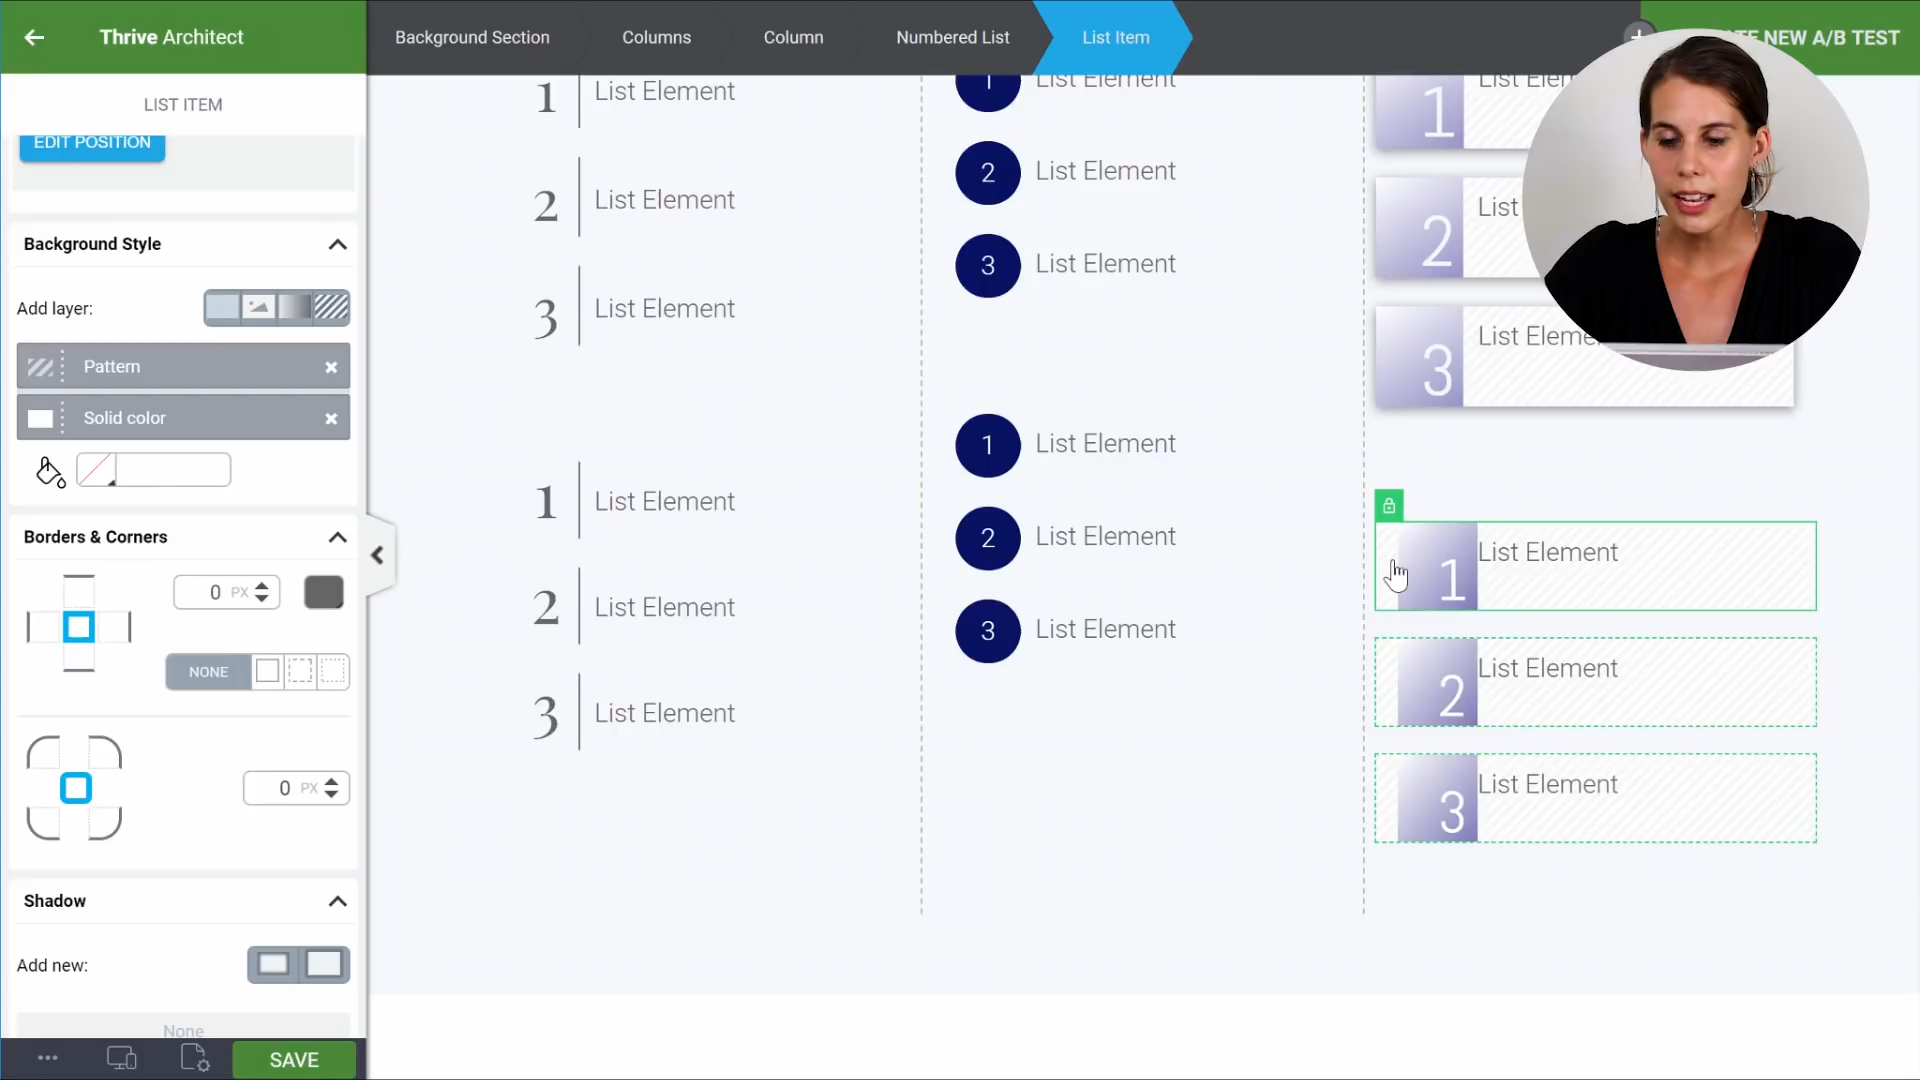 Thrive Architect
Background Section
Columns
Column
Numbered List
List Item
NEW A/B TEST
LIST ITEM
EDIT POSITION
Background Style
Add layer:
Pattern
Solid color
Borders & Corners
0 PX
NONE
0 PX
Shadow
Add new:
None
SAVE
1 List Element
2 List Element
3 List Element
1 List Element
2 List Element
3 List Element
1 List Element
2 List Element
3 List Element
1 List Element
2 List Element
3 List Element
1
2 List
3
1 List Element
2 List Element
3 List Element